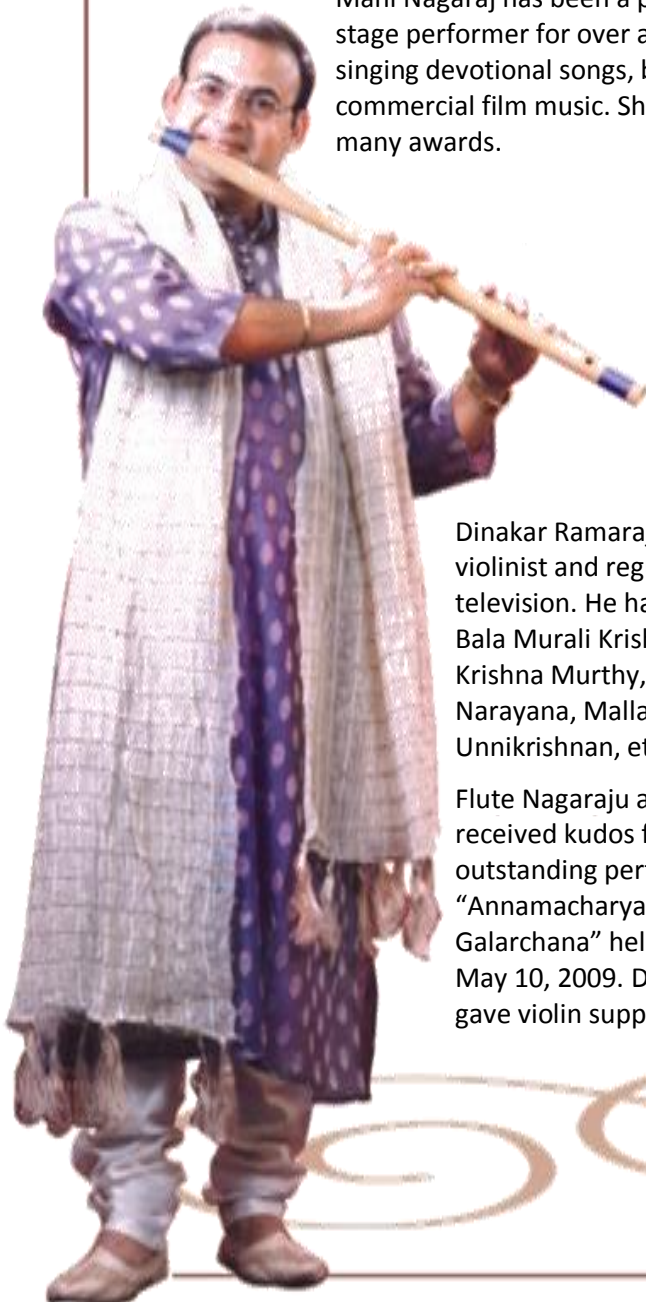 Mani Nagaraj has been a p
stage performer for over a
singing devotional songs, b
commercial film music. Sh
many awards.
Dinakar Ramara
violinist and reg
television. He ha
Bala Murali Krish
Krishna Murthy,
Narayana, Malla
Unnikrishnan, et
Flute Nagaraju a
received kudos f
outstanding perf
“Annamacharya
Galarchana” hel
May 10, 2009. D
gave violin supp